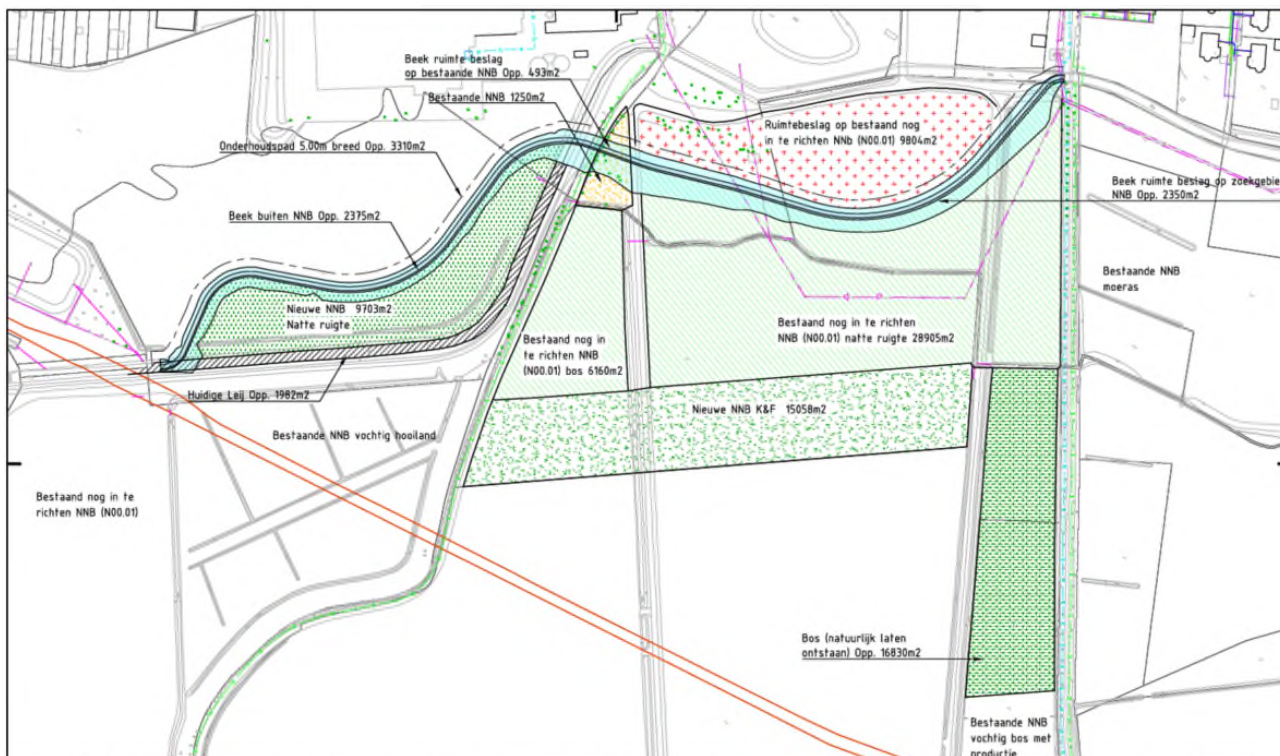 Beek ruimte beslag
op bestaande NNB Opp. 493m2
Bestaande NNB 1250m2
Onderhoudspad 5.00m breed Opp. 3310m2
Ruimtebeslag op bestaand nog
in te richten NNb (N00.01) 9804m2
Beek ruimte beslag op zoekgebie
NNB Opp. 2350m2
Beek buiten NNB Opp. 2375m2
Bestaande NNB
moeras
Nieuwe NNB 9703m2
Natte ruigte
Bestaand nog in te richten
NNB (N00.01) natte ruigte 28905m2
Bestaand nog in
te richten NNB
(N00.01) bos 6160m2
Huidige Leij Opp. 1982m2
Nieuwe NNB K&F 15058m2
Bestaande NNB vochtig hooiland
Bestaand nog in te
richten NNB (N00.01)
Bos (natuurlijk laten
ontstaan) Opp. 16830m2
Bestaande NNB
vochtig bos met
productie